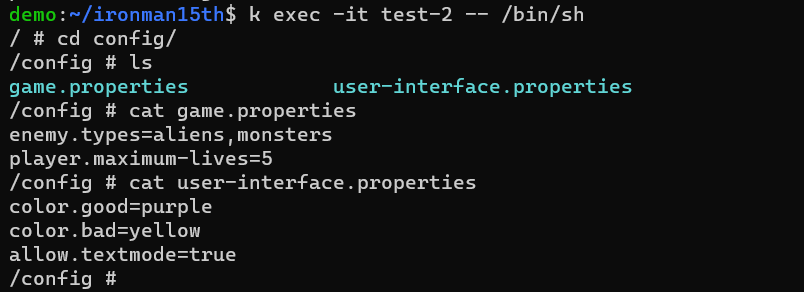 demo:~/ironman15th$ k exec -it test-2 -- /bin/sh
/ # cd config/
/config # ls
game.properties            user-interface.properties
/config # cat game.properties
enemy.types=aliens,monsters
player.maximum-lives=5
/config # cat user-interface.properties
color.good=purple
color.bad=yellow
allow.textmode=true
/config #